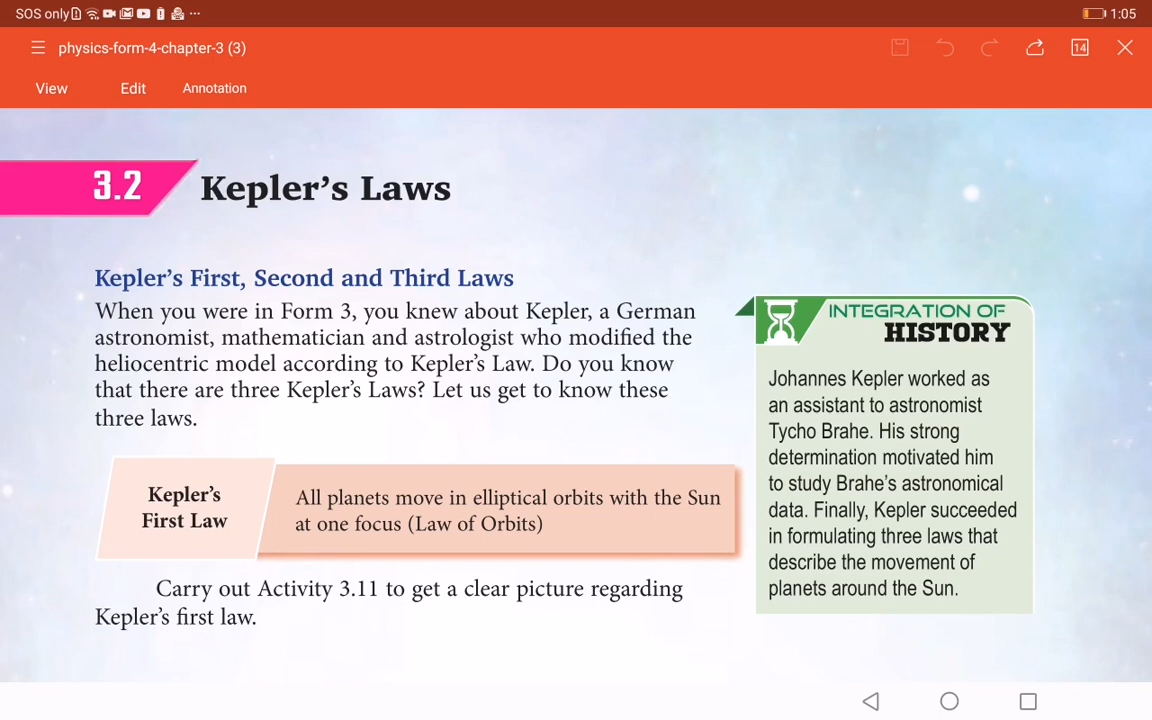 SOS only
1:05
physics-form-4-chapter-3 (3)
14
View Edit Annotation
3.2 Kepler's Laws
Kepler's First, Second and Third Laws
When you were in Form 3, you knew about Kepler, a German
astronomist, mathematician and astrologist who modified the
heliocentric model according to Kepler's Law. Do you know
that there are three Kepler's Laws? Let us get to know these
three laws.
Kepler's
First Law
All planets move in elliptical orbits with the Sun
at one focus (Law of Orbits)
Carry out Activity 3.11 to get a clear picture regarding
Kepler's first law.
INTEGRATION OF
HISTORY
Johannes Kepler worked as
an assistant to astronomist
Tycho Brahe. His strong
determination motivated him
to study Brahe's astronomical
data. Finally, Kepler succeeded
in formulating three laws that
describe the movement of
planets around the Sun.